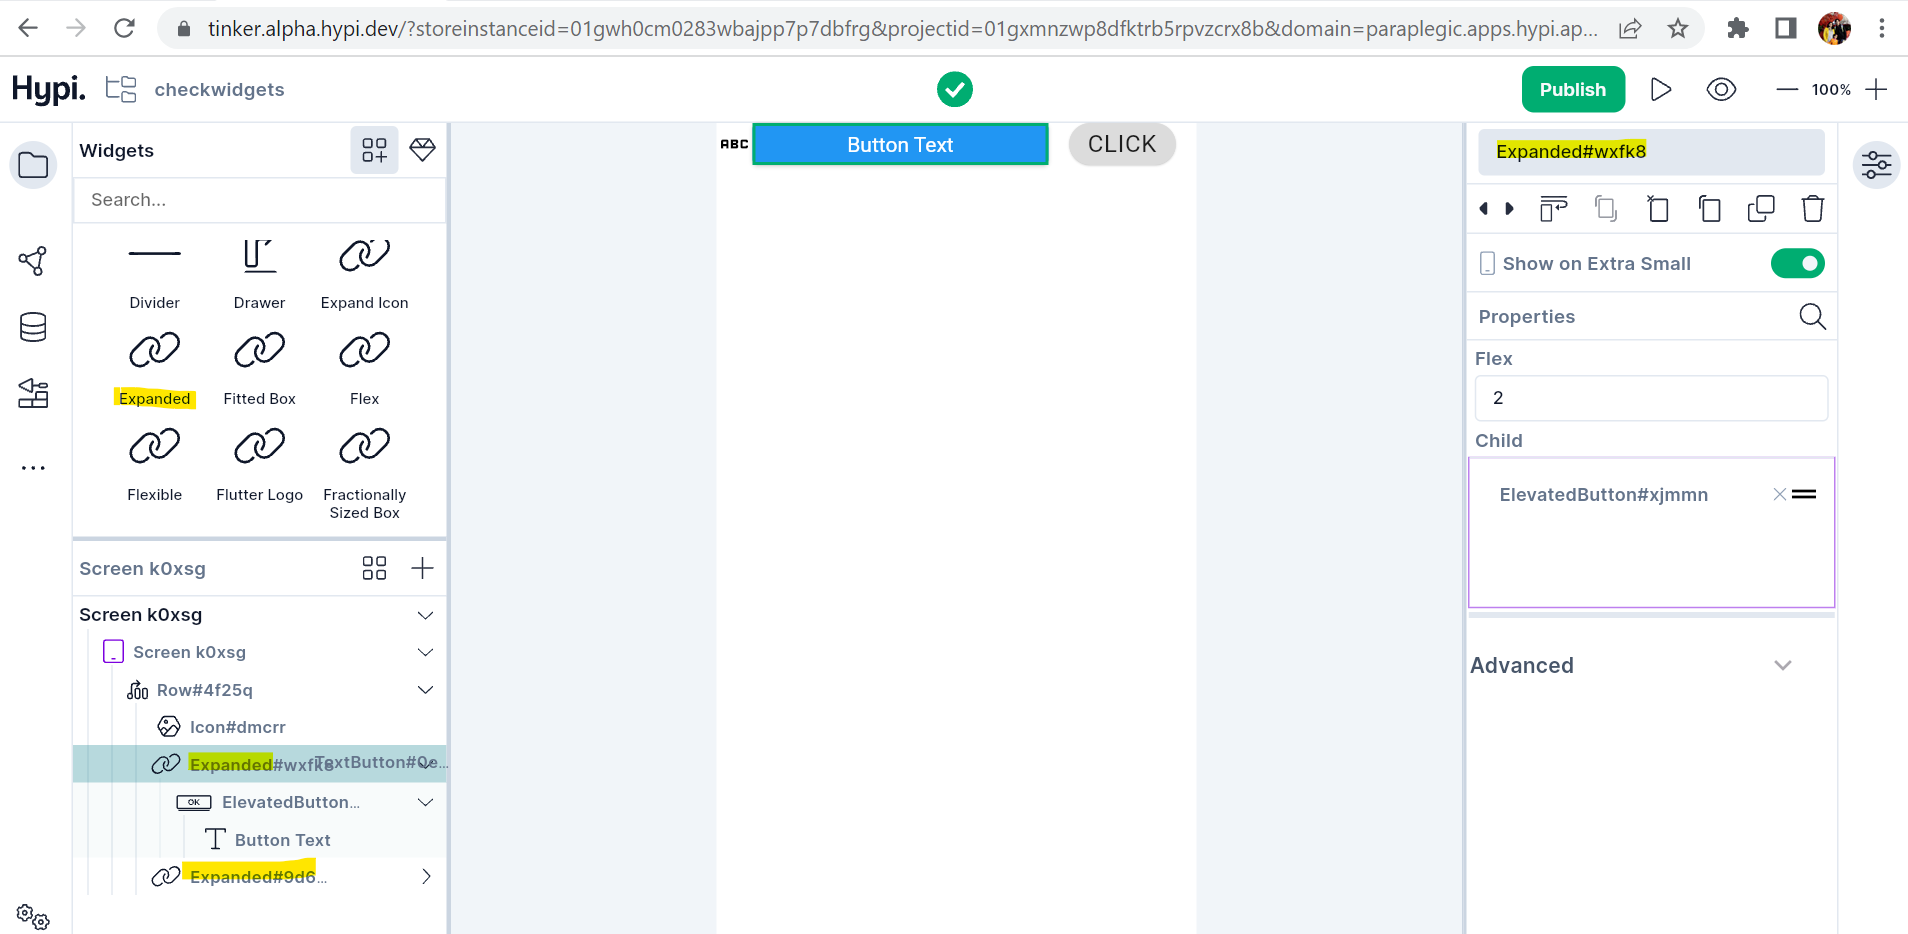 tinker.alpha.hypi.dev/?storeinstanceid=01gwh0cm0283wbajpp7p7dbfrg&projectid=01gxmnzwp8dfktrb5rpvzcrx8b&domain=paraplegic.apps.hypi.ap...
Hypi. checkwidgets
Publish
100%
Widgets
Search...
Divider Drawer Expand Icon
Expanded Fitted Box Flex
Flexible Flutter Logo Fractionally
Sized Box
Screen k0xsg
Screen k0xsg
Screen k0xsg
Row#4f25q
Icon#dmcrr
Expanded#wxfk8 TextButton#0e...
OK ElevatedButton...
Button Text
Expanded#9d6...
ABC Button Text CLICK
Expanded#wxfk8
Show on Extra Small
Properties
Flex
2
Child
ElevatedButton#xjmmn
Advanced